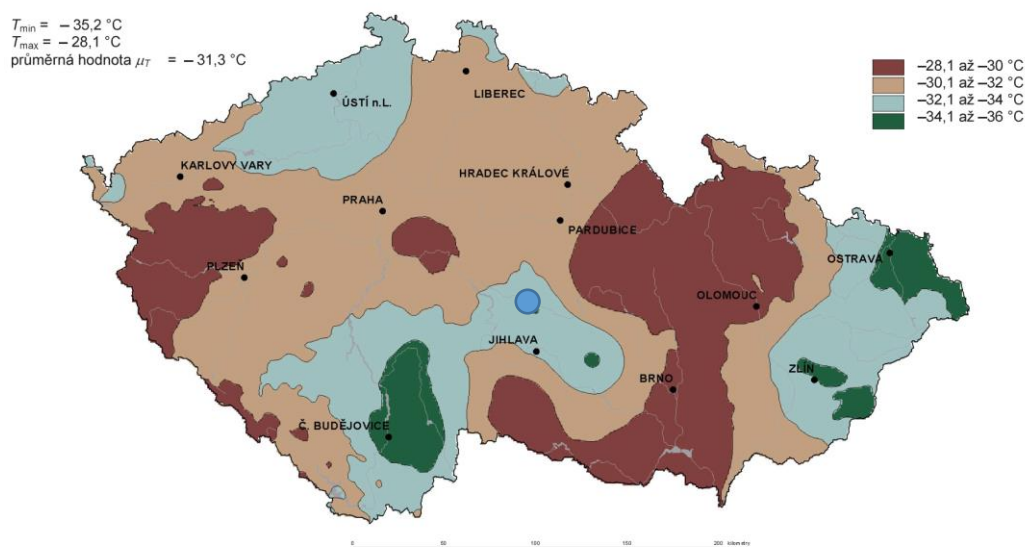 Tmin = – 35,2 °C
Tmax = – 28,1 °C
průměrná hodnota μT = – 31,3 °C
–28,1 až –30 °C
–30,1 až –32 °C
–32,1 až –34 °C
–34,1 až –36 °C
LIBEREC
ÚSTÍ n.L.
KARLOVY VARY
HRADEC KRÁLOVÉ
PRAHA
PARDUBICE
OSTRAVA
PLZEŇ
OLOMOUC
JIHLAVA
ZLÍN
BRNO
Č. BUDĚJOVICE
0 50 100 150 200 kilometry